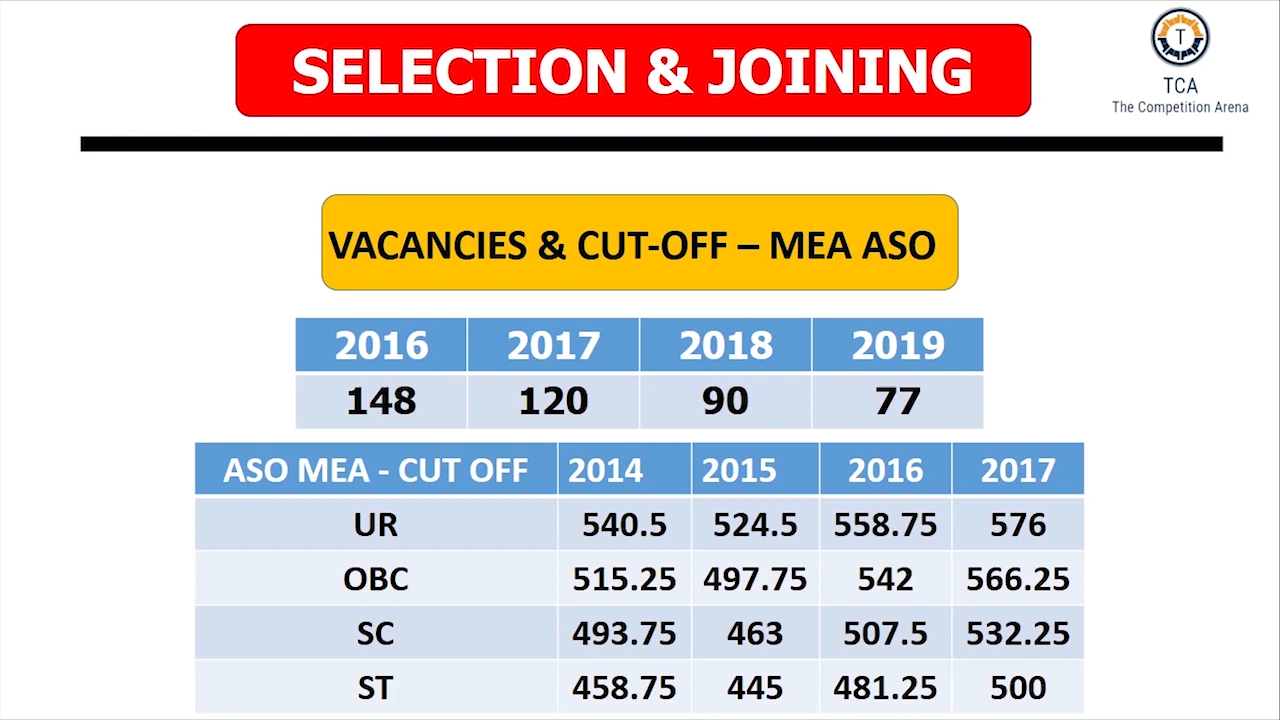 SELECTION & JOINING
T
TCA
The Competition Arena
VACANCIES & CUT-OFF – MEA ASO
2016 2017 2018 2019
148 120 90 77
ASO MEA - CUT OFF 2014 2015 2016 2017
UR 540.5 524.5 558.75 576
OBC 515.25 497.75 542 566.25
SC 493.75 463 507.5 532.25
ST 458.75 445 481.25 500